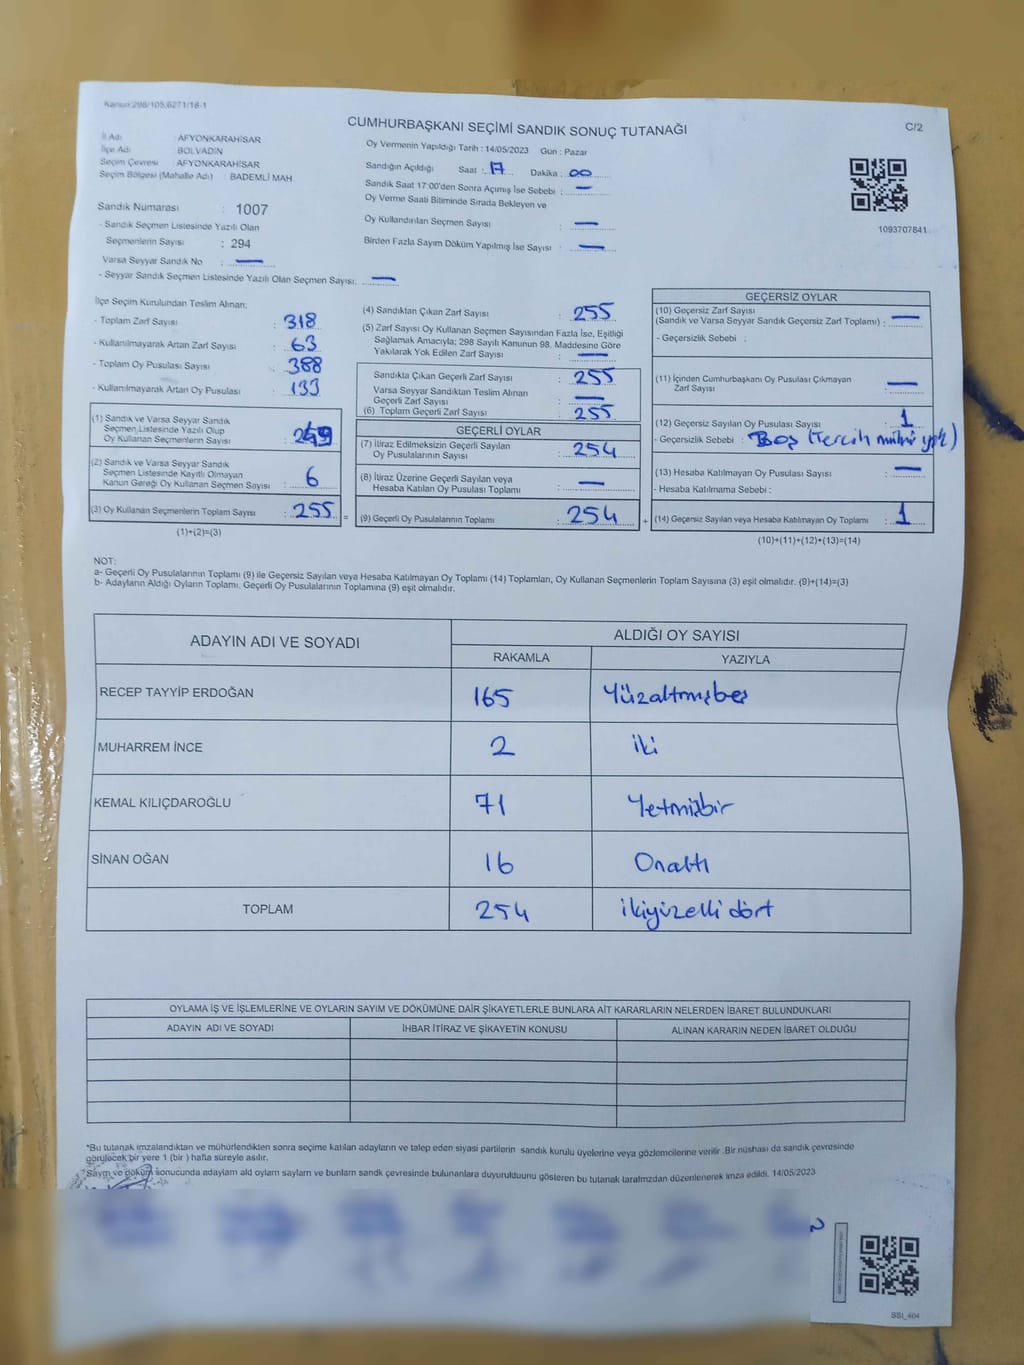 Kanun:298/105,6271/18-1
CUMHURBAŞKANI SEÇİMİ SANDIK SONUÇ TUTANAĞI
C/2
İl Adı : AFYONKARAHİSAR
İlçe Adı : BOLVADİN
Seçim Çevresi : AFYONKARAHİSAR
Seçim Bölgesi (Mahalle Adı) : BADEMLİ MAH
Oy Vermenin Yapıldığı Tarih : 14/05/2023 Gün : Pazar
Sandığın Açıldığı Saat : 17 Dakika : 00
Sandık Saat 17:00'den Sonra Açımış İse Sebebi : —
Oy Verme Saati Bitiminde Sırada Bekleyen ve
Oy Kullandırılan Seçmen Sayısı : —
Birden Fazla Sayım Döküm Yapılmış İse Sayısı : —
1093707841
Sandık Numarası : 1007
- Sandık Seçmen Listesinde Yazılı Olan
Seçmenlerin Sayısı : 294
Varsa Seyyar Sandık No : —
- Seyyar Sandık Seçmen Listesinde Yazılı Olan Seçmen Sayısı: —
İlçe Seçim Kurulundan Teslim Alınan:
- Toplam Zarf Sayısı : 318
- Kullanılmayarak Artan Zarf Sayısı : 63
- Toplam Oy Pusulası Sayısı : 388
- Kullanılmayarak Artan Oy Pusulası : 133
(1) Sandık ve Varsa Seyyar Sandık
Seçmen Listesinde Yazılı Olup
Oy Kullanan Seçmenlerin Sayısı : 249
(2) Sandık ve Varsa Seyyar Sandık
Seçmen Listesinde Kayıtlı Olmayan
Kanun Gereği Oy Kullanan Seçmen Sayısı : 6
(3) Oy Kullanan Seçmenlerin Toplam Sayısı : 255 =
(1)+(2)=(3)
(4) Sandıktan Çıkan Zarf Sayısı : 255
(5) Zarf Sayısı Oy Kullanan Seçmen Sayısından Fazla İse, Eşitliği
Sağlamak Amacıyla; 298 Sayılı Kanunun 98. Maddesine Göre
Yakılarak Yok Edilen Zarf Sayısı : —
Sandıkta Çıkan Geçerli Zarf Sayısı : 255
Varsa Seyyar Sandıktan Teslim Alınan
Geçerli Zarf Sayısı : —
(6) Toplam Geçerli Zarf Sayısı : 255
GEÇERLİ OYLAR
(7) İtiraz Edilmeksizin Geçerli Sayılan
Oy Pusulalarının Sayısı : 254
(8) İtiraz Üzerine Geçerli Sayılan veya
Hesaba Katılan Oy Pusulası Toplamı : —
(9) Geçerli Oy Pusulalarının Toplamı : 254 +
GEÇERSİZ OYLAR
(10) Geçersiz Zarf Sayısı
(Sandık ve Varsa Seyyar Sandık Geçersiz Zarf Toplamı) : —
- Geçersizlik Sebebi :
(11) İçinden Cumhurbaşkanı Oy Pusulası Çıkmayan
Zarf Sayısı : —
(12) Geçersiz Sayılan Oy Pusulası Sayısı : 1
- Geçersizlik Sebebi : Boş (Tercih mührü yok)
(13) Hesaba Katılmayan Oy Pusulası Sayısı : —
- Hesaba Katılmama Sebebi :
(14) Geçersiz Sayılan veya Hesaba Katılmayan Oy Toplamı : 1
(10)+(11)+(12)+(13)=(14)
NOT:
a- Geçerli Oy Pusulalarının Toplamı (9) ile Geçersiz Sayılan veya Hesaba Katılmayan Oy Toplamı (14) Toplamları, Oy Kullanan Seçmenlerin Toplam Sayısına (3) eşit olmalıdır. (9)+(14)=(3)
b- Adayların Aldığı Oyların Toplamı, Geçerli Oy Pusulalarının Toplamına (9) eşit olmalıdır.
ADAYIN ADI VE SOYADI ALDIĞI OY SAYISI
RAKAMLA YAZIYLA
RECEP TAYYİP ERDOĞAN 165 Yüzaltmışbeş
MUHARREM İNCE 2 iki
KEMAL KILIÇDAROĞLU 71 Yetmişbir
SİNAN OĞAN 16 Onaltı
TOPLAM 254 ikiyüzelli dört
OYLAMA İŞ VE İŞLEMLERİNE VE OYLARIN SAYIM VE DÖKÜMÜNE DAİR ŞİKAYETLERLE BUNLARA AİT KARARLARIN NELERDEN İBARET BULUNDUKLARI
ADAYIN ADI VE SOYADI İHBAR İTİRAZ VE ŞİKAYETİN KONUSU ALINAN KARARIN NEDEN İBARET OLDUĞU
*Bu tutanak imzalandıktan ve mühürlendikten sonra seçime katılan adayların ve talep eden siyasi partilerin sandık kurulu üyelerine veya gözlemcilerine verilir .Bir nüshası da sandık çevresinde
görülecek bir yere 1 (bir ) hafta süreyle asılır.
Sayım ve döküm sonucunda adaylam ald oylarn saylarn ve bunlarn sandk çevresinde bulunanlara duyurulduunu gösteren bu tutanak tarafmzdan düzenlenerek imza edildi. 14/05/2023
SSI_404